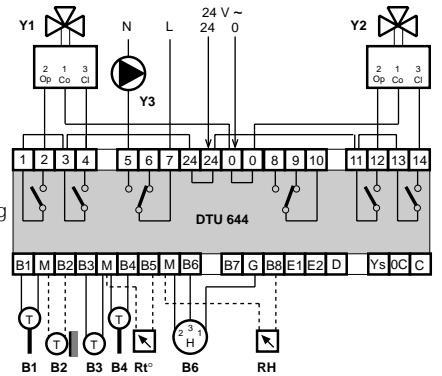 Y1 N L 24 V ~ Y2
24 0
2 1 3 2 1 3
Op Co Cl Op Co Cl
Y3
1 2 3 4 5 6 7 24 24 0 0 8 9 10 11 12 13 14
g
DTU 644
B1 M B2 B3 M B4 B5 M B6 B7 G B8 E1 E2 D Ys 0C C
T T T T 2 3 1
H
B1 B2 B3 B4 Rt° B6 RH